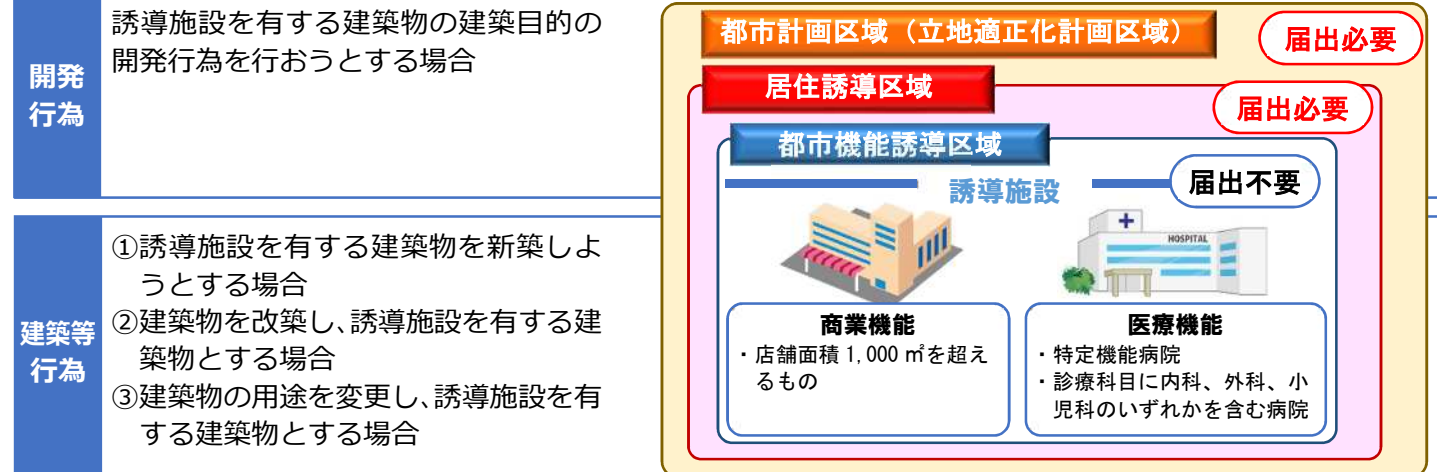 開発
行為
誘導施設を有する建築物の建築目的の
開発行為を行おうとする場合
建築等
行為
①誘導施設を有する建築物を新築しよ
うとする場合
②建築物を改築し、誘導施設を有する建
築物とする場合
③建築物の用途を変更し、誘導施設を有
する建築物とする場合
都市計画区域（立地適正化計画区域）
届出必要
居住誘導区域
届出必要
都市機能誘導区域
誘導施設
届出不要
HOSPITAL
商業機能
・店舗面積 1,000 ㎡を超え
るもの
医療機能
・特定機能病院
・診療科目に内科、外科、小
児科のいずれかを含む病院